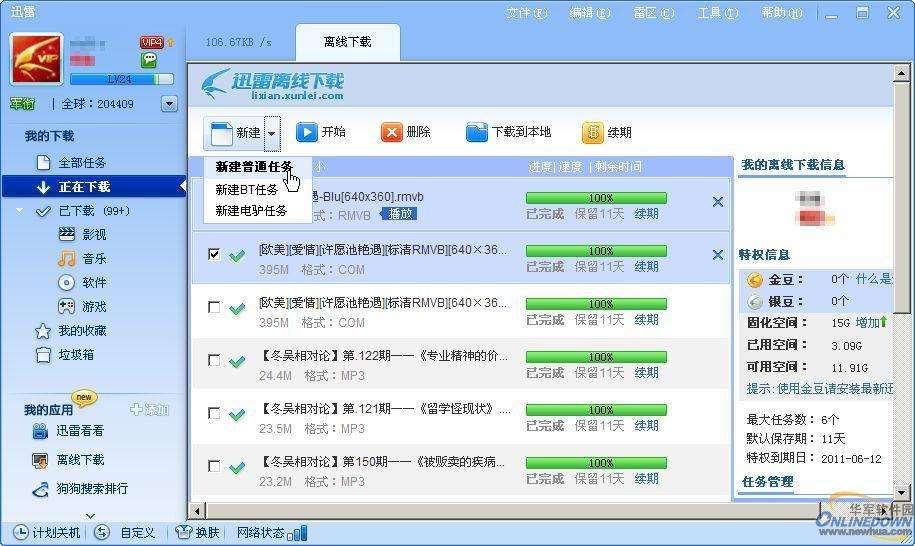 迅雷
文件(F) 编辑(E) 雷区(C) 工具(T) 帮助(H)
106.67KB /s 离线下载
VIP VIP4
LV24
军衔 | 全球：204409
我的下载
全部任务
正在下载
已下载 (99+)
影视
音乐
软件
游戏
我的收藏
垃圾箱
我的应用 new 添加
迅雷看看
离线下载
狗狗搜索排行
迅雷离线下载
lixian.xunlei.com
新建 开始 删除 下载到本地 续期
新建普通任务
新建BT任务
新建电驴任务
小 进度|速度 |剩余时间
遇-Blu[640x360].rmvb 100%
式：RMVB 播放 已完成 保留11天 续期
[欧美][爱情][许愿池艳遇][标清RMVB][640×36... 100%
395M 格式：COM 已完成 保留11天 续期
[欧美][爱情][许愿池艳遇][标清RMVB][640×36... 100%
395M 格式：COM 已完成 保留11天 续期
【冬吴相对论】第.122期——《专业精神的价... 100%
24.4M 格式：MP3 已完成 保留11天 续期
【冬吴相对论】第.121期——《留学怪现状》.... 100%
23.5M 格式：MP3 已完成 保留11天 续期
【冬吴相对论】第150期——《被贩卖的疾病... 100%
23.2M 格式：MP3 已完成 保留11天 续期
我的离线下载信息
特权信息
金豆： 0个 什么是
银豆： 0个
固化空间： 15G 增加
已用空间： 3.09G
可用空间： 11.91G
提示：使用金豆请安装最新迅
最大任务数：6个
默认保存期：11天
特权到期日：2011-06-12
任务管理
计划关机 自定义 换肤 网络状态
华军软件园
ONLINEDOWN
www.newhua.com